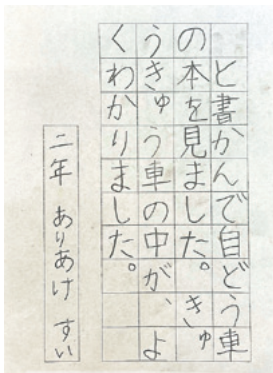 と書かんで自どう車
の本を見ました。きゅ
うきゅう車の中が、よ
くわかりました。
二年 ありあけ すい